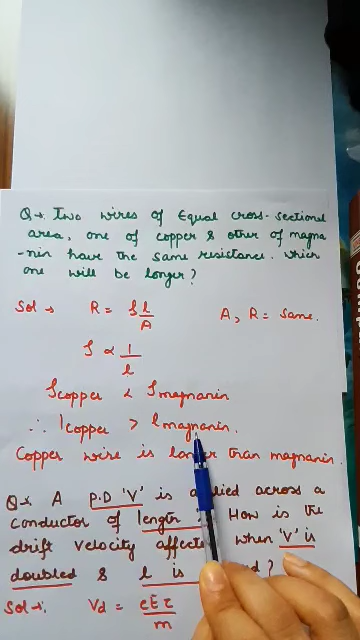 Q→ Two wires of Equal cross-sectional
area, one of copper & other of magna
-nin have the same resistance. which
one will be longer?
Sol → R = ρl/A A, R = Same.
ρ ∝ 1/l
ρcopper < ρmagnanin
∴ lcopper > lmagnanin.
Copper wire is longer than magnanin.
Q→ A P.D 'V' is applied across a
conductor of length How is the
drift velocity when 'V' is
doubled & l is
Sol →: Vd = eEτ/m